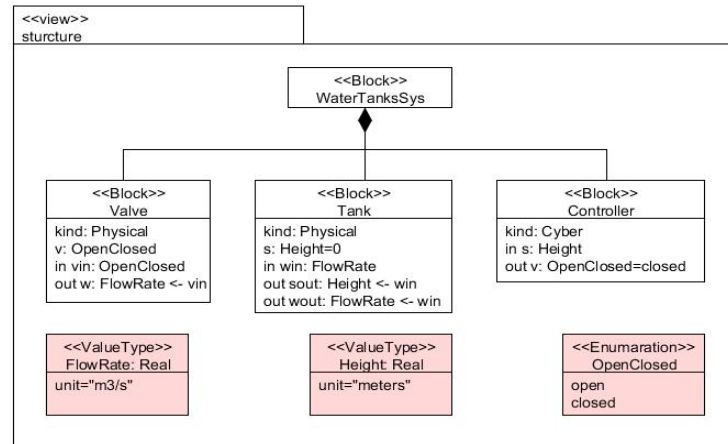 <<view>>
sturcture
<<Block>>
WaterTanksSys
<<Block>>
Valve
kind: Physical
v: OpenClosed
in vin: OpenClosed
out w: FlowRate <- vin
<<Block>>
Tank
kind: Physical
s: Height=0
in win: FlowRate
out sout: Height <- win
out wout: FlowRate <- win
<<Block>>
Controller
kind: Cyber
in s: Height
out v: OpenClosed=closed
<<ValueType>>
FlowRate: Real
unit="m3/s"
<<ValueType>>
Height: Real
unit="meters"
<<Enumaration>>
OpenClosed
open
closed